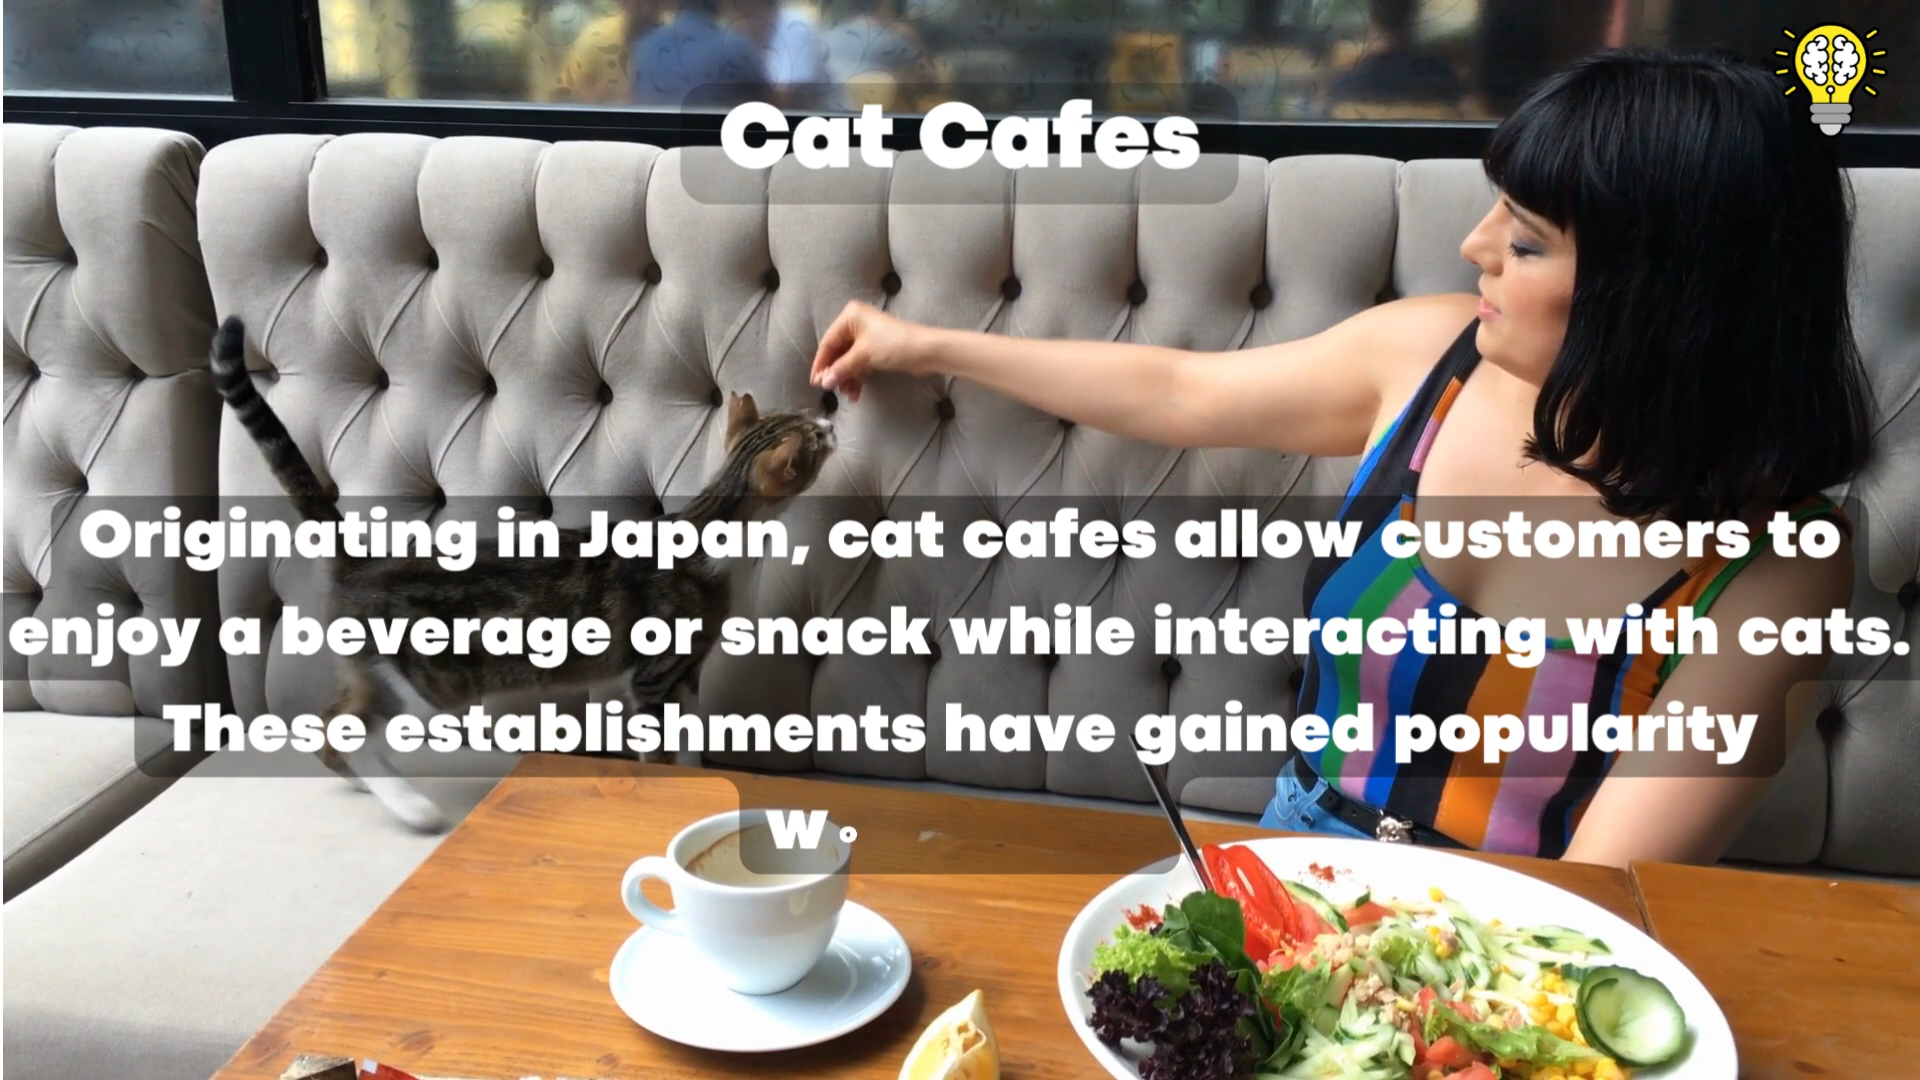 Cat Cafes
Originating in Japan, cat cafes allow customers to
enjoy a beverage or snack while interacting with cats.
These establishments have gained popularity
wo